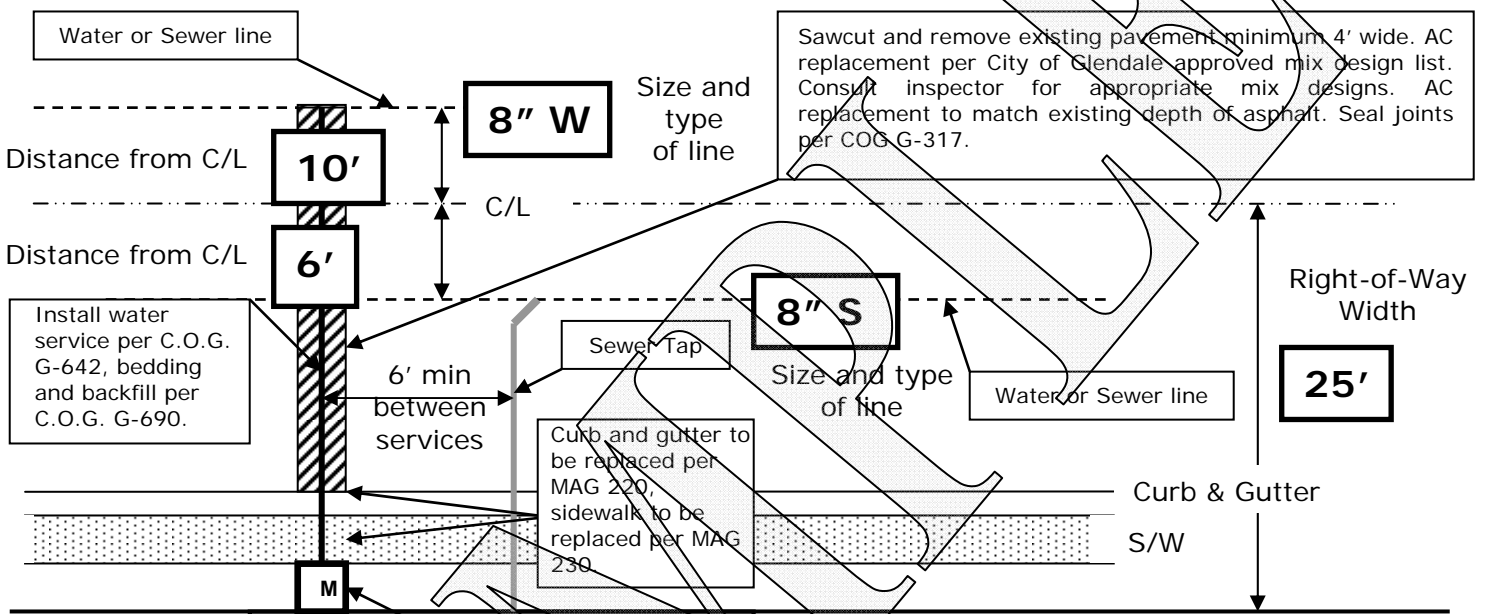 Water or Sewer line
8” W
Size and
type
of line
Sawcut and remove existing pavement minimum 4’ wide. AC
replacement per City of Glendale approved mix design list.
Consult inspector for appropriate mix designs. AC
replacement to match existing depth of asphalt. Seal joints
per COG G-317.
Distance from C/L
10’
C/L
Distance from C/L
6’
Right-of-Way
Width
25’
8” S
Size and type
of line
Water or Sewer line
Install water
service per C.O.G.
G-642, bedding
and backfill per
C.O.G. G-690.
Sewer Tap
6’ min
between
services
Curb and gutter to
be replaced per
MAG 220,
sidewalk to be
replaced per MAG
230.
Curb & Gutter
S/W
M